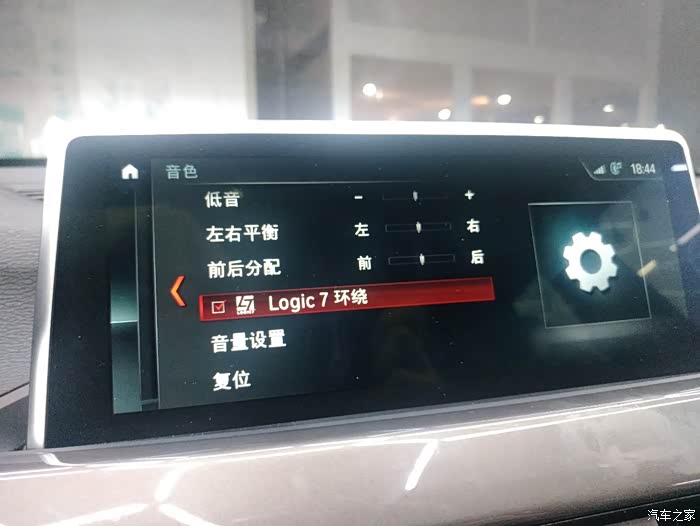 音色
18:44
低音 - +
左右平衡 左 右
前后分配 前 后
Logic 7 环绕
音量设置
复位
汽车之家